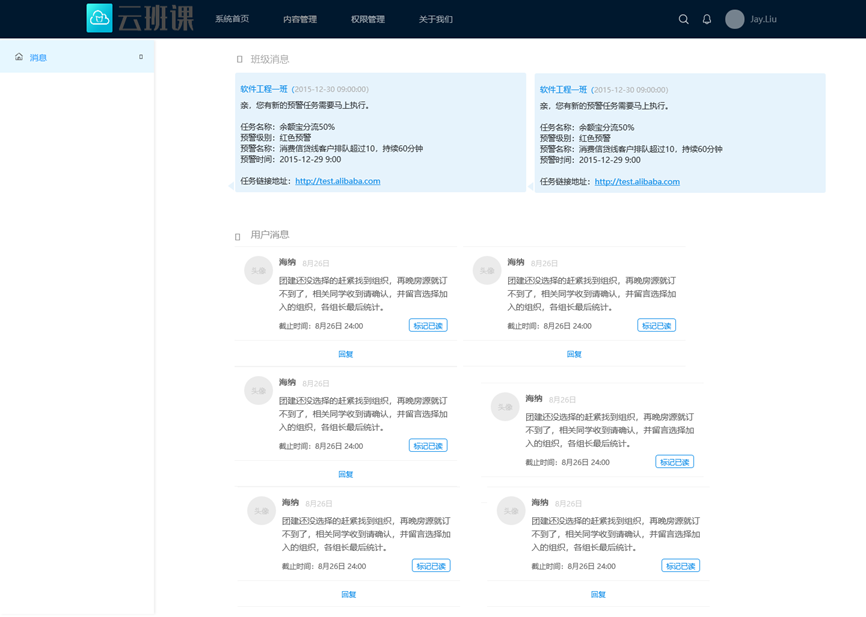 云班课 系统首页 内容管理 权限管理 关于我们 Jay.Liu
消息
班级消息
软件工程一班 (2015-12-30 09:00:00)
亲，您有新的预警任务需要马上执行。
任务名称：余额宝分流50%
预警级别：红色预警
预警名称：消费信贷线客户排队超过10，持续60分钟
预警时间：2015-12-29 9:00
任务链接地址：http://test.alibaba.com
软件工程一班 (2015-12-30 09:00:00)
亲，您有新的预警任务需要马上执行。
任务名称：余额宝分流50%
预警级别：红色预警
预警名称：消费信贷线客户排队超过10，持续60分钟
预警时间：2015-12-29 9:00
任务链接地址：http://test.alibaba.com
用户消息
头像 海纳 8月26日
团建还没选择的赶紧找到组织，再晚房源就订
不到了，相关同学收到请确认，并留言选择加
入的组织，各组长最后统计。
截止时间：8月26日 24:00 标记已读
回复
头像 海纳 8月26日
团建还没选择的赶紧找到组织，再晚房源就订
不到了，相关同学收到请确认，并留言选择加
入的组织，各组长最后统计。
截止时间：8月26日 24:00 标记已读
回复
头像 海纳 8月26日
团建还没选择的赶紧找到组织，再晚房源就订
不到了，相关同学收到请确认，并留言选择加
入的组织，各组长最后统计。
截止时间：8月26日 24:00 标记已读
回复
头像 海纳 8月26日
团建还没选择的赶紧找到组织，再晚房源就订
不到了，相关同学收到请确认，并留言选择加
入的组织，各组长最后统计。
截止时间：8月26日 24:00 标记已读
头像 海纳 8月26日
团建还没选择的赶紧找到组织，再晚房源就订
不到了，相关同学收到请确认，并留言选择加
入的组织，各组长最后统计。
截止时间：8月26日 24:00 标记已读
回复
头像 海纳 8月26日
团建还没选择的赶紧找到组织，再晚房源就订
不到了，相关同学收到请确认，并留言选择加
入的组织，各组长最后统计。
截止时间：8月26日 24:00 标记已读
回复